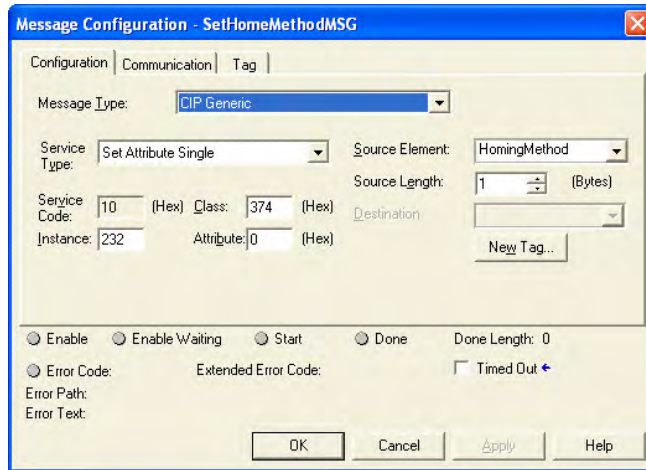 Message Configuration - SetHomeMethodMSG
Configuration Communication Tag
Message Type: CIP Generic
Service Type: Set Attribute Single
Source Element: HomingMethod
Source Length: 1 (Bytes)
Service Code: 10 (Hex) Class: 374 (Hex)
Destination
Instance: 232 Attribute: 0 (Hex)
New Tag...
Enable Enable Waiting Start Done Done Length: 0
Error Code: Extended Error Code: Timed Out
Error Path:
Error Text:
OK Cancel Apply Help